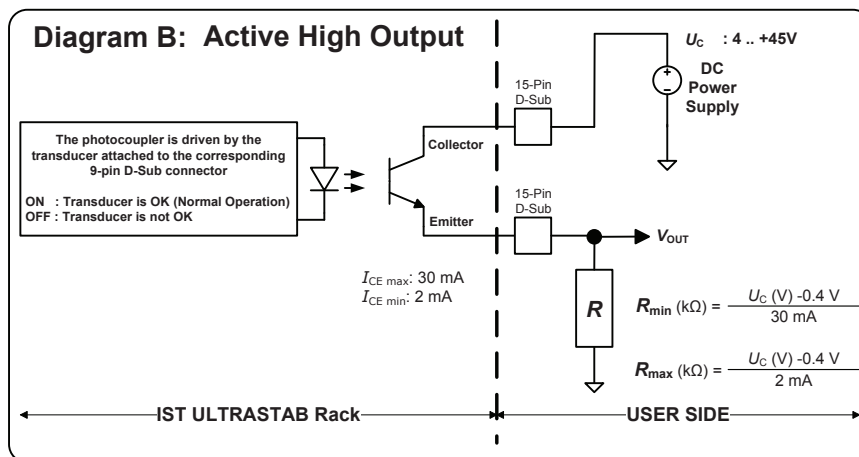 Diagram B: Active High Output
U_C : 4 .. +45V
DC
Power
Supply
+
−
15-Pin
D-Sub
The photocoupler is driven by the
transducer attached to the corresponding
9-pin D-Sub connector
ON : Transducer is OK (Normal Operation)
OFF : Transducer is not OK
Collector
Emitter
15-Pin
D-Sub
V_OUT
I_CE max: 30 mA
I_CE min: 2 mA
R
R_min (kΩ) = U_C (V) -0.4 V
30 mA
R_max (kΩ) = U_C (V) -0.4 V
2 mA
IST ULTRASTAB Rack
USER SIDE